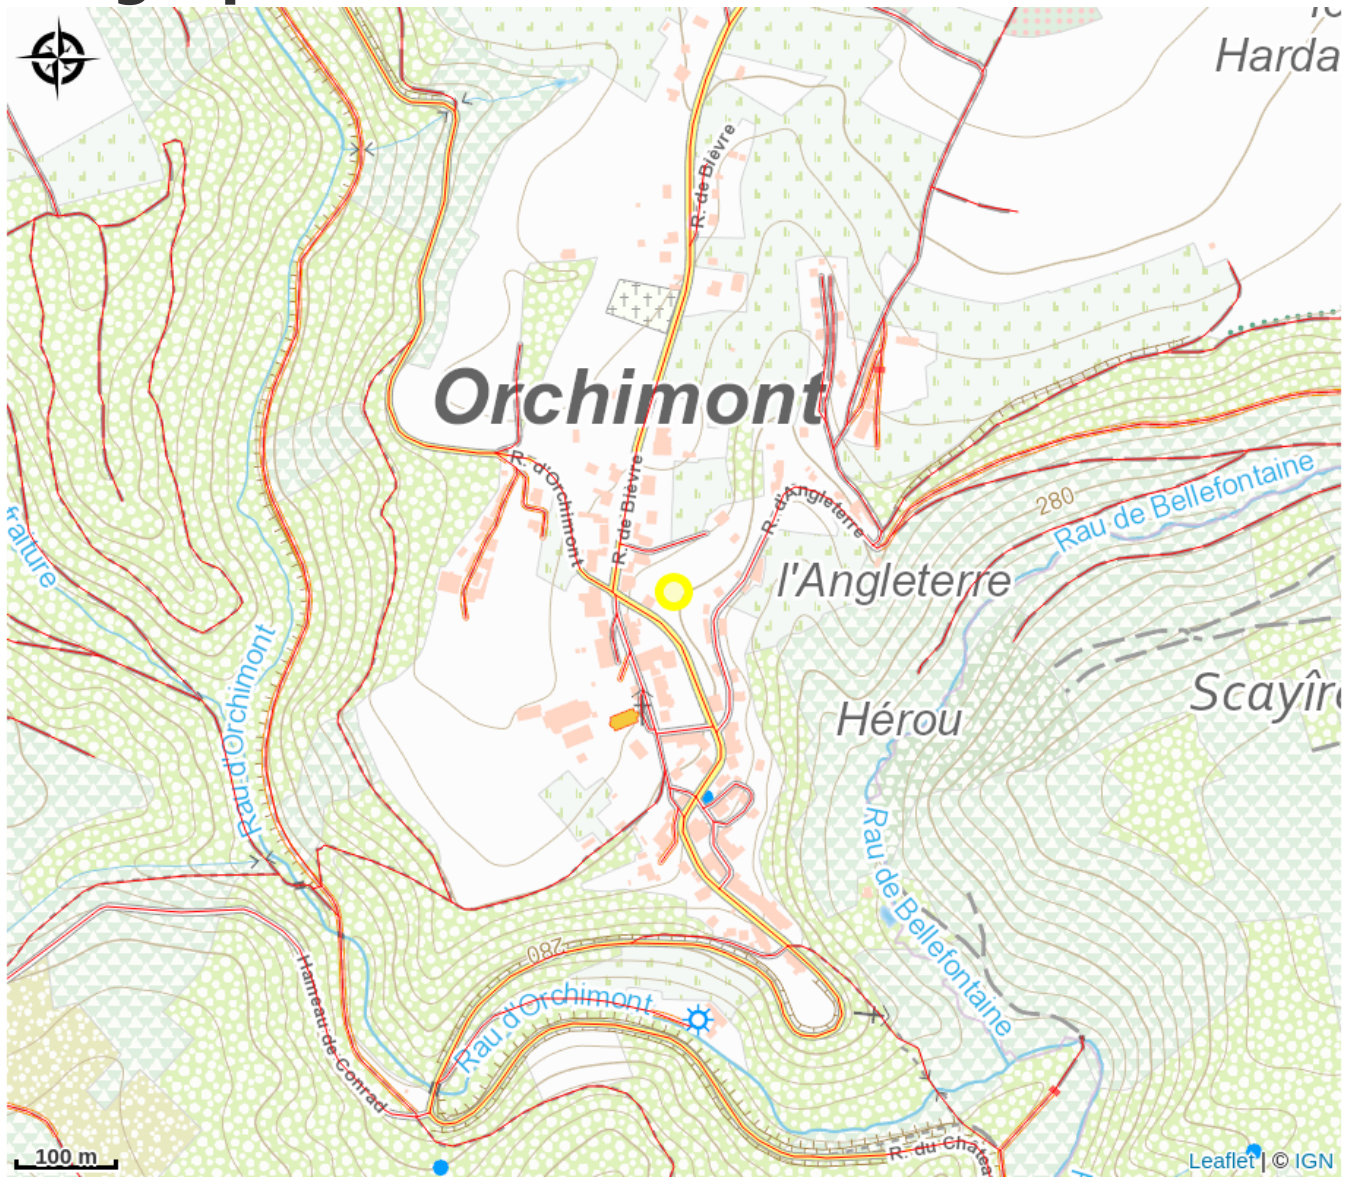 Harda
R. de Bièvre
Orchimont
R. d'Orchimont
R. de Bièvre
R. d'Angleterre
280
Rau de Bellefontaine
l'Angleterre
Rau d'Orchimont
Scayîr
Hérou
Rau de Bellefontaine
280
Hameau de Conrad
Rau d'Orchimont
R. du Châtea
100 m
Leaflet | © IGN